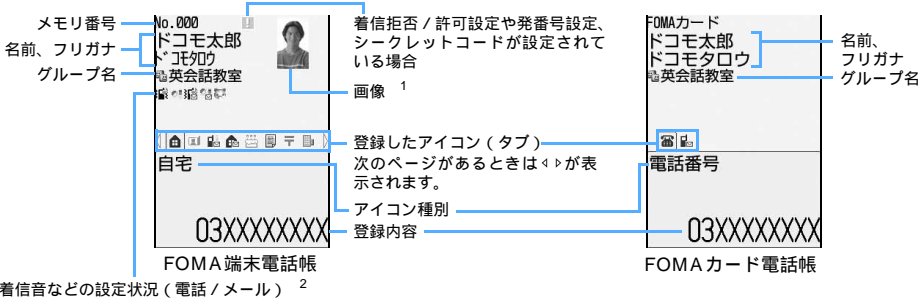 メモリ番号
名前、フリガナ
グループ名
No.000
ドコモ太郎
ドコモタロウ
英会話教室
自宅
03XXXXXXXX
FOMA端末電話帳
着信音などの設定状況(電話/メール) 2
着信拒否/許可設定や発番号設定、
シークレットコードが設定されて
いる場合
画像 1
登録したアイコン(タブ)
次のページがあるときは◁ ▷が表
示されます。
アイコン種別
登録内容
FOMAカード
ドコモ太郎
ドコモタロウ
英会話教室
電話番号
03XXXXXXXX
FOMAカード電話帳
名前、
フリガナ
グループ名